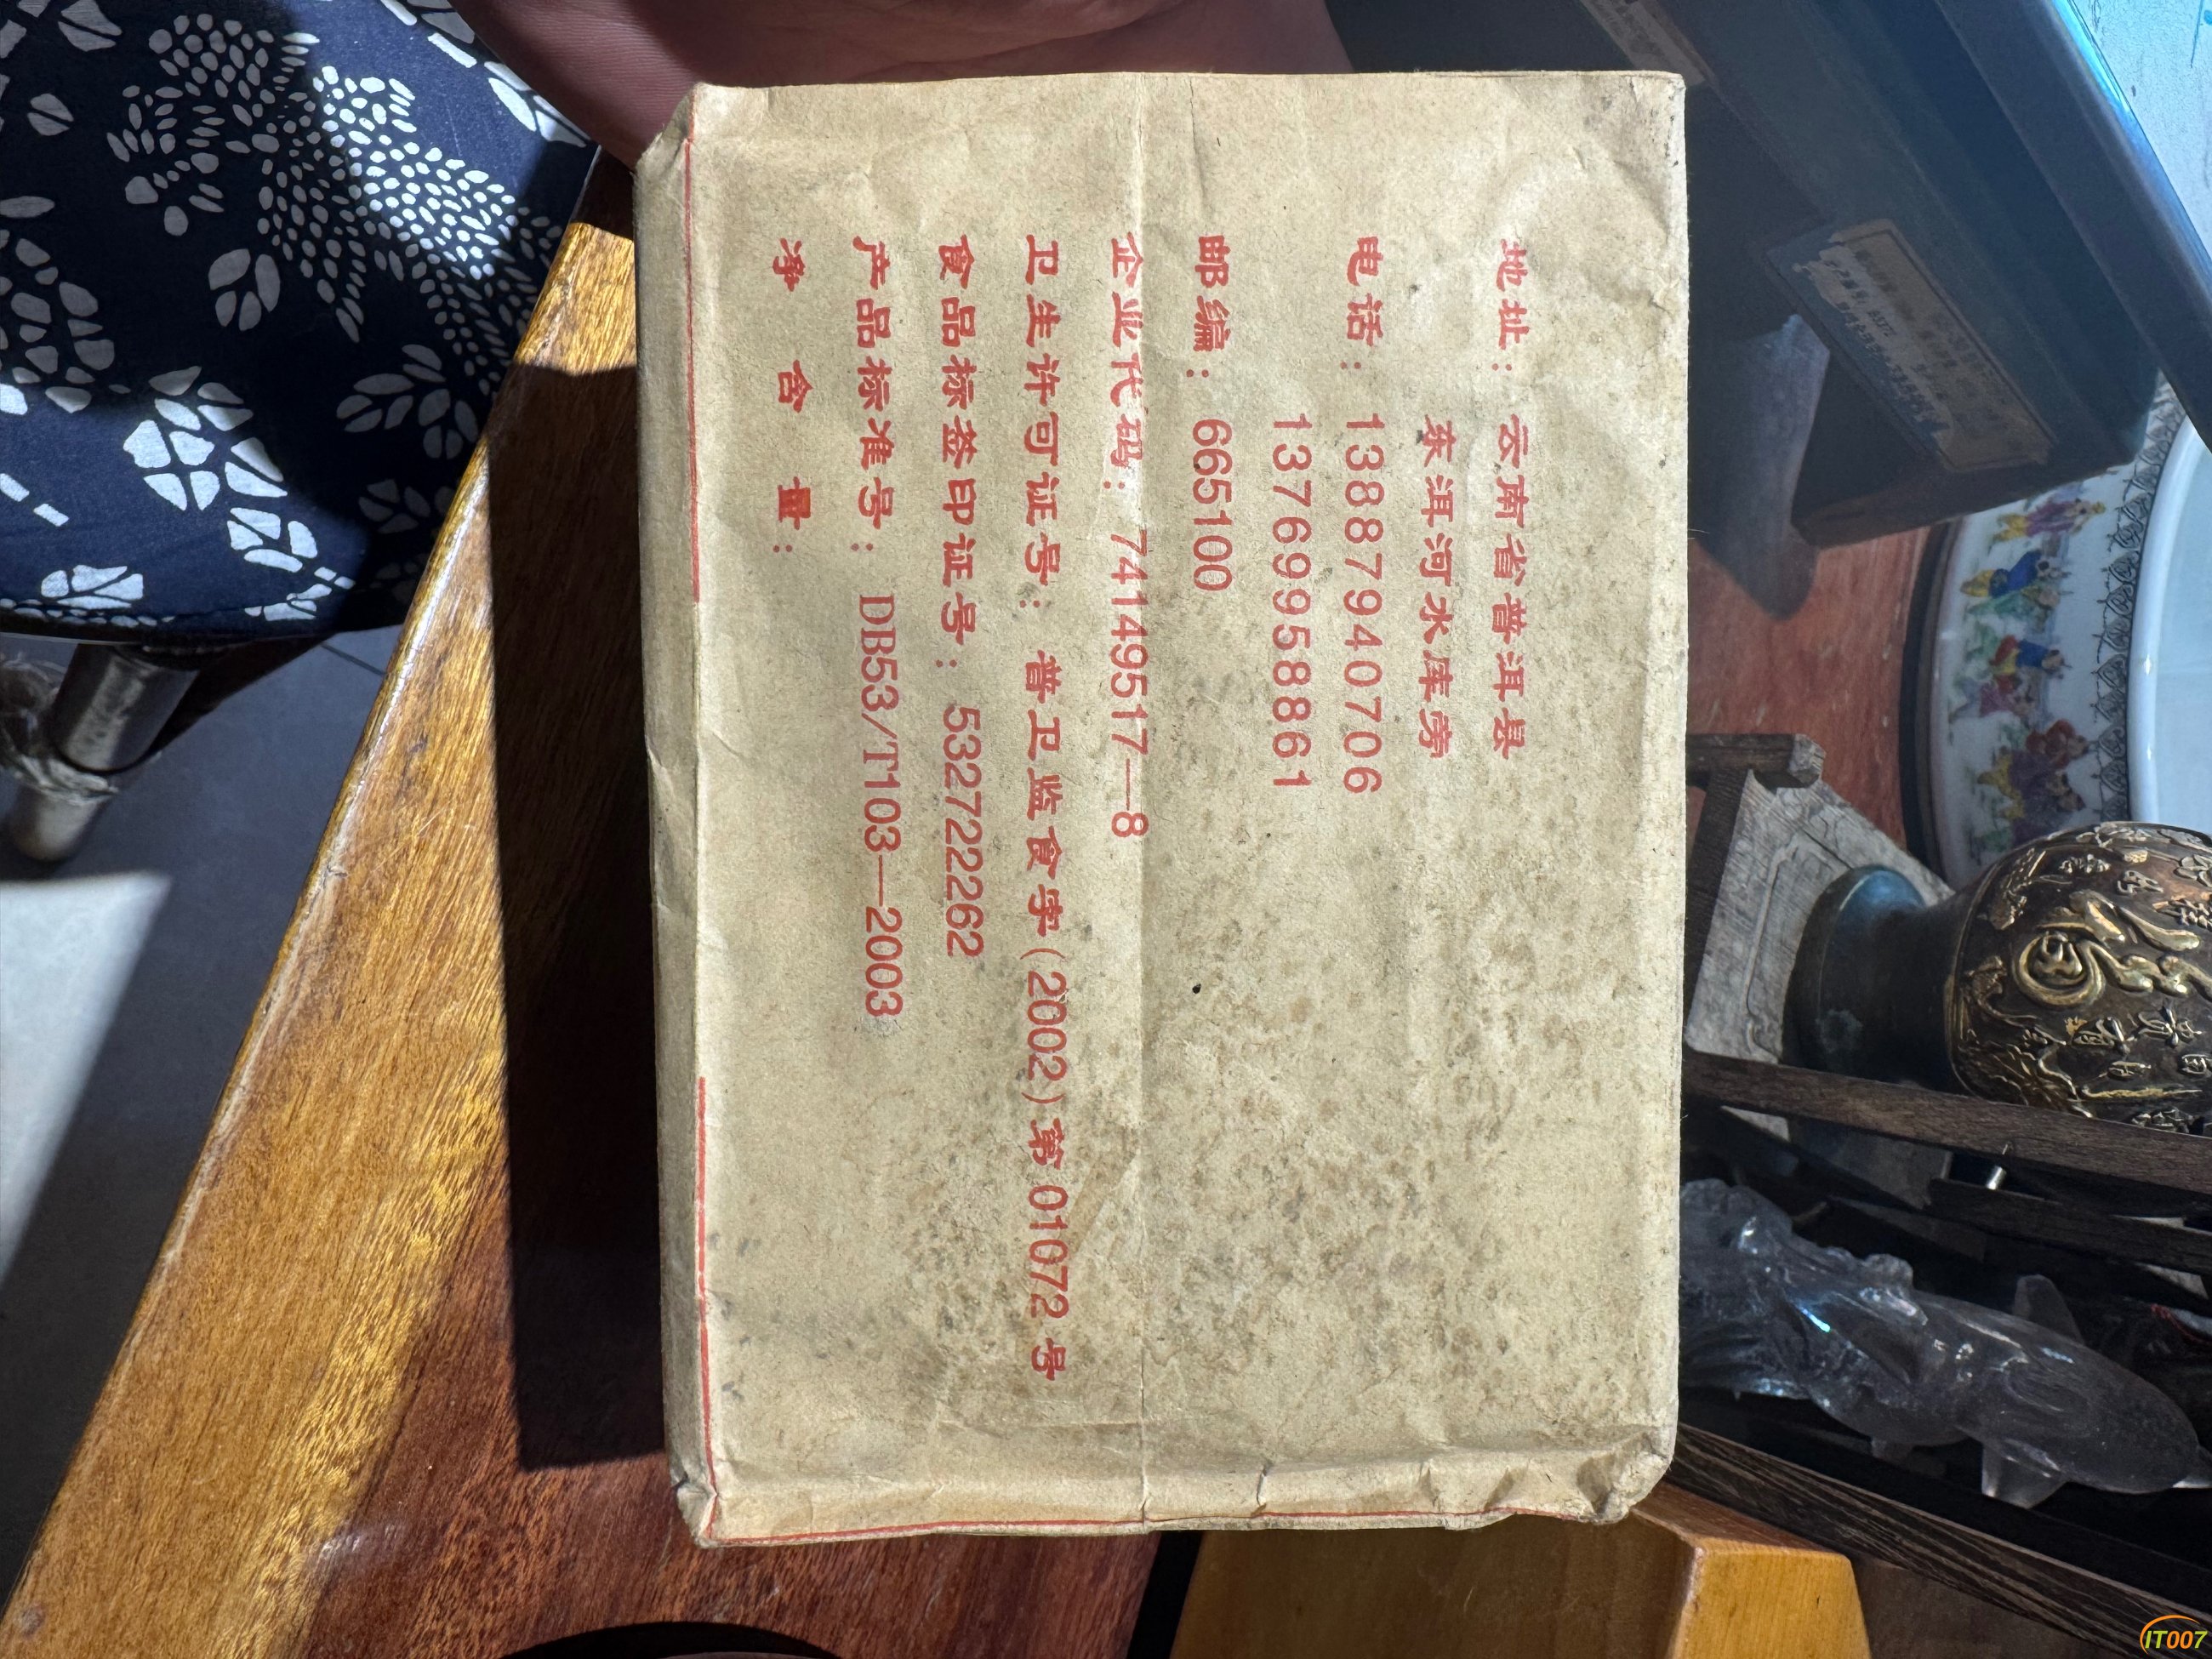 地址：云南省普洱县
东洱河水库旁
电话：13887940706
13769958861
邮编：665100
企业代码：74149517—8
卫生许可证号：普卫监食字(2002)第01072号
食品标签印证号：532722262
产品标准号：DB53/T103—2003
净含量：
IT007